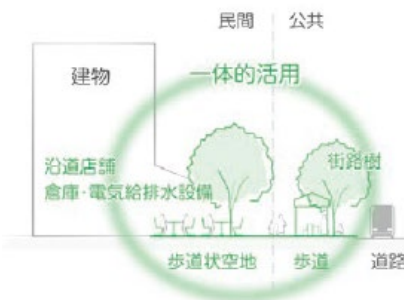 民間 公共
建物
一体的活用
沿道店舗
倉庫・電気給排水設備
街路樹
歩道状空地 歩道 道路